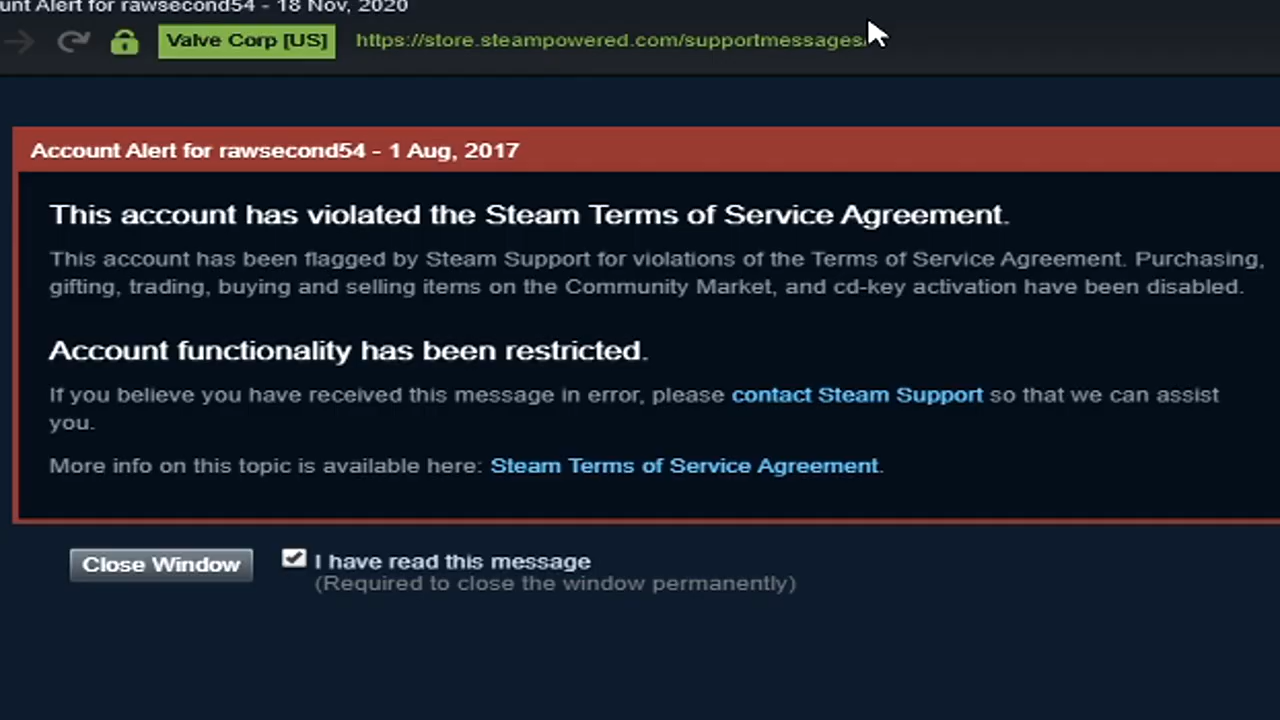 unt Alert for rawsecond54 - 18 Nov, 2020
Valve Corp [US] https://store.steampowered.com/supportmessages/
Account Alert for rawsecond54 - 1 Aug, 2017
This account has violated the Steam Terms of Service Agreement.
This account has been flagged by Steam Support for violations of the Terms of Service Agreement. Purchasing,
gifting, trading, buying and selling items on the Community Market, and cd-key activation have been disabled.
Account functionality has been restricted.
If you believe you have received this message in error, please contact Steam Support so that we can assist
you.
More info on this topic is available here: Steam Terms of Service Agreement.
Close Window
I have read this message
(Required to close the window permanently)